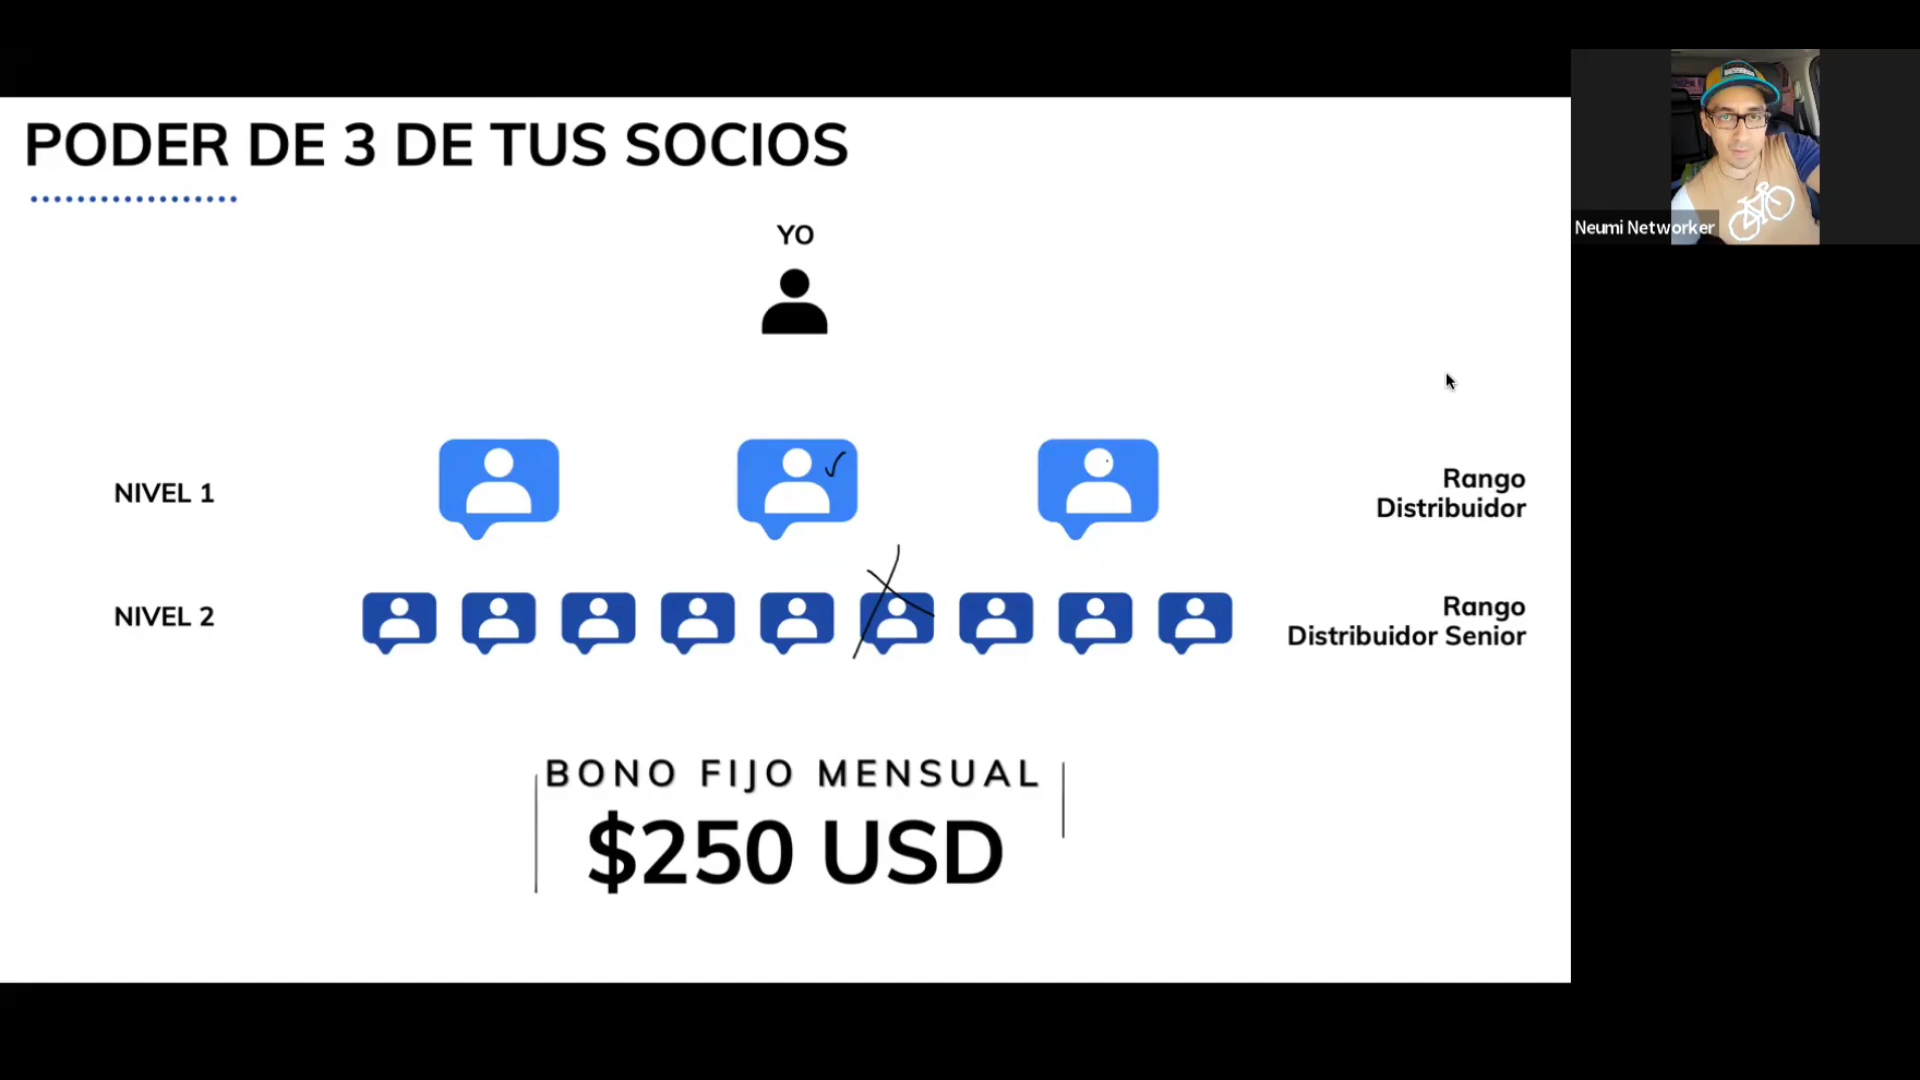 PODER DE 3 DE TUS SOCIOS
YO
NIVEL 1
Rango
Distribuidor
NIVEL 2
Rango
Distribuidor Senior
BONO FIJO MENSUAL
$250 USD
Neumi Networker